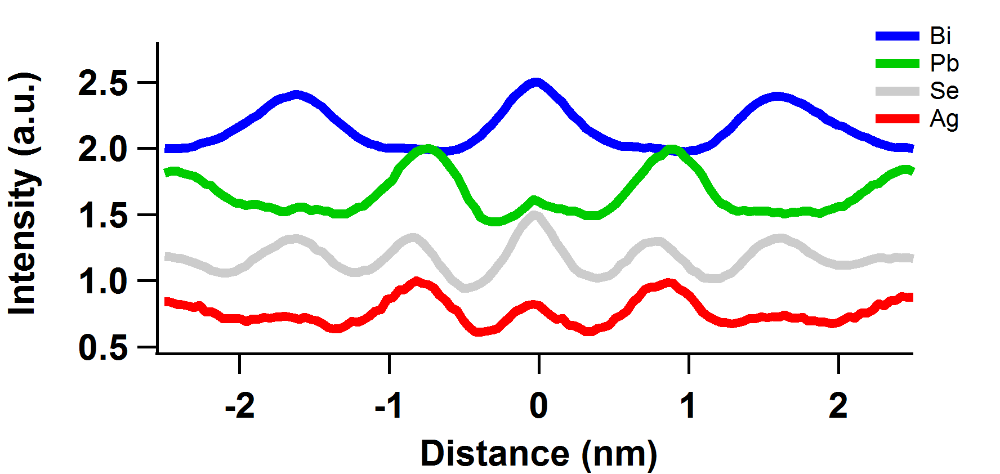 Bi
Pb
Se
Ag
Intensity (a.u.)
2.5
2.0
1.5
1.0
0.5
-2 -1 0 1 2
Distance (nm)